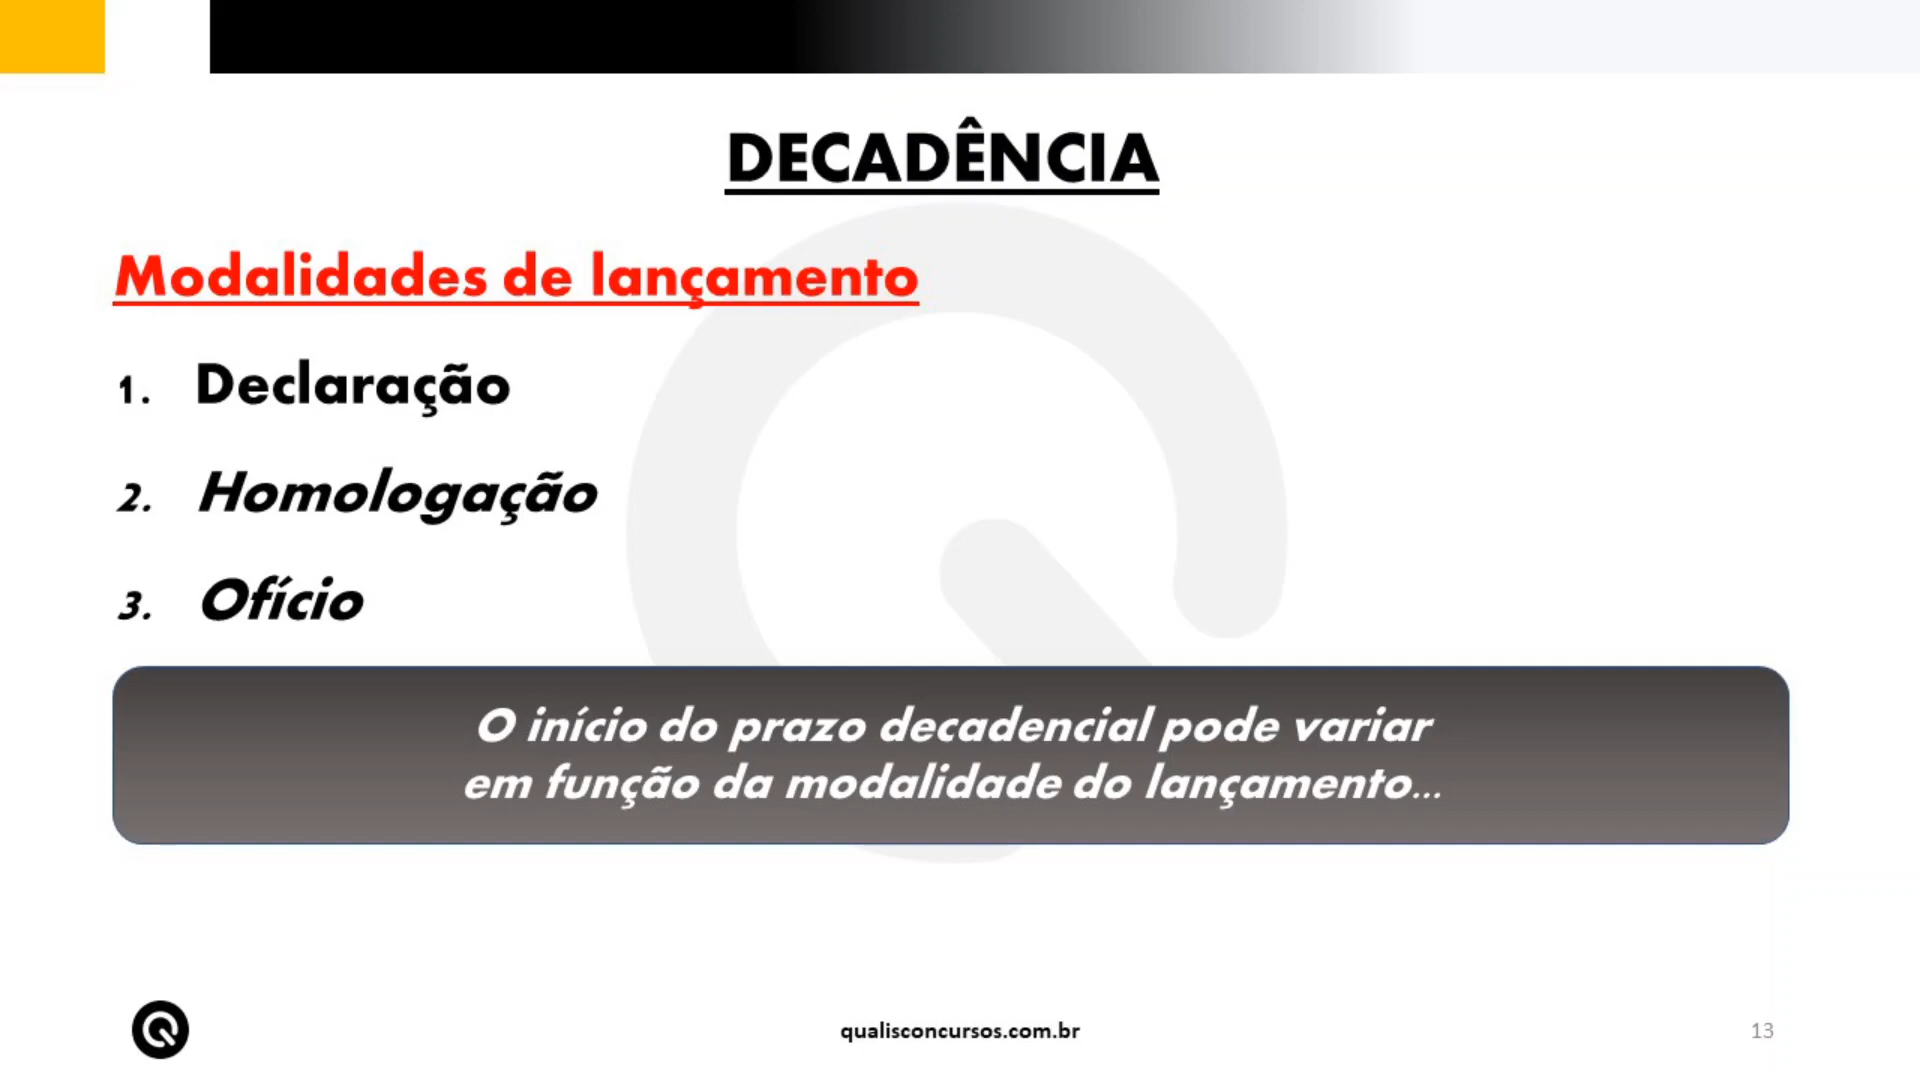 DECADÊNCIA
Modalidades de lançamento
1. Declaração
2. Homologação
3. Ofício
O início do prazo decadencial pode variar
em função da modalidade do lançamento...
qualisconcursos.com.br
13